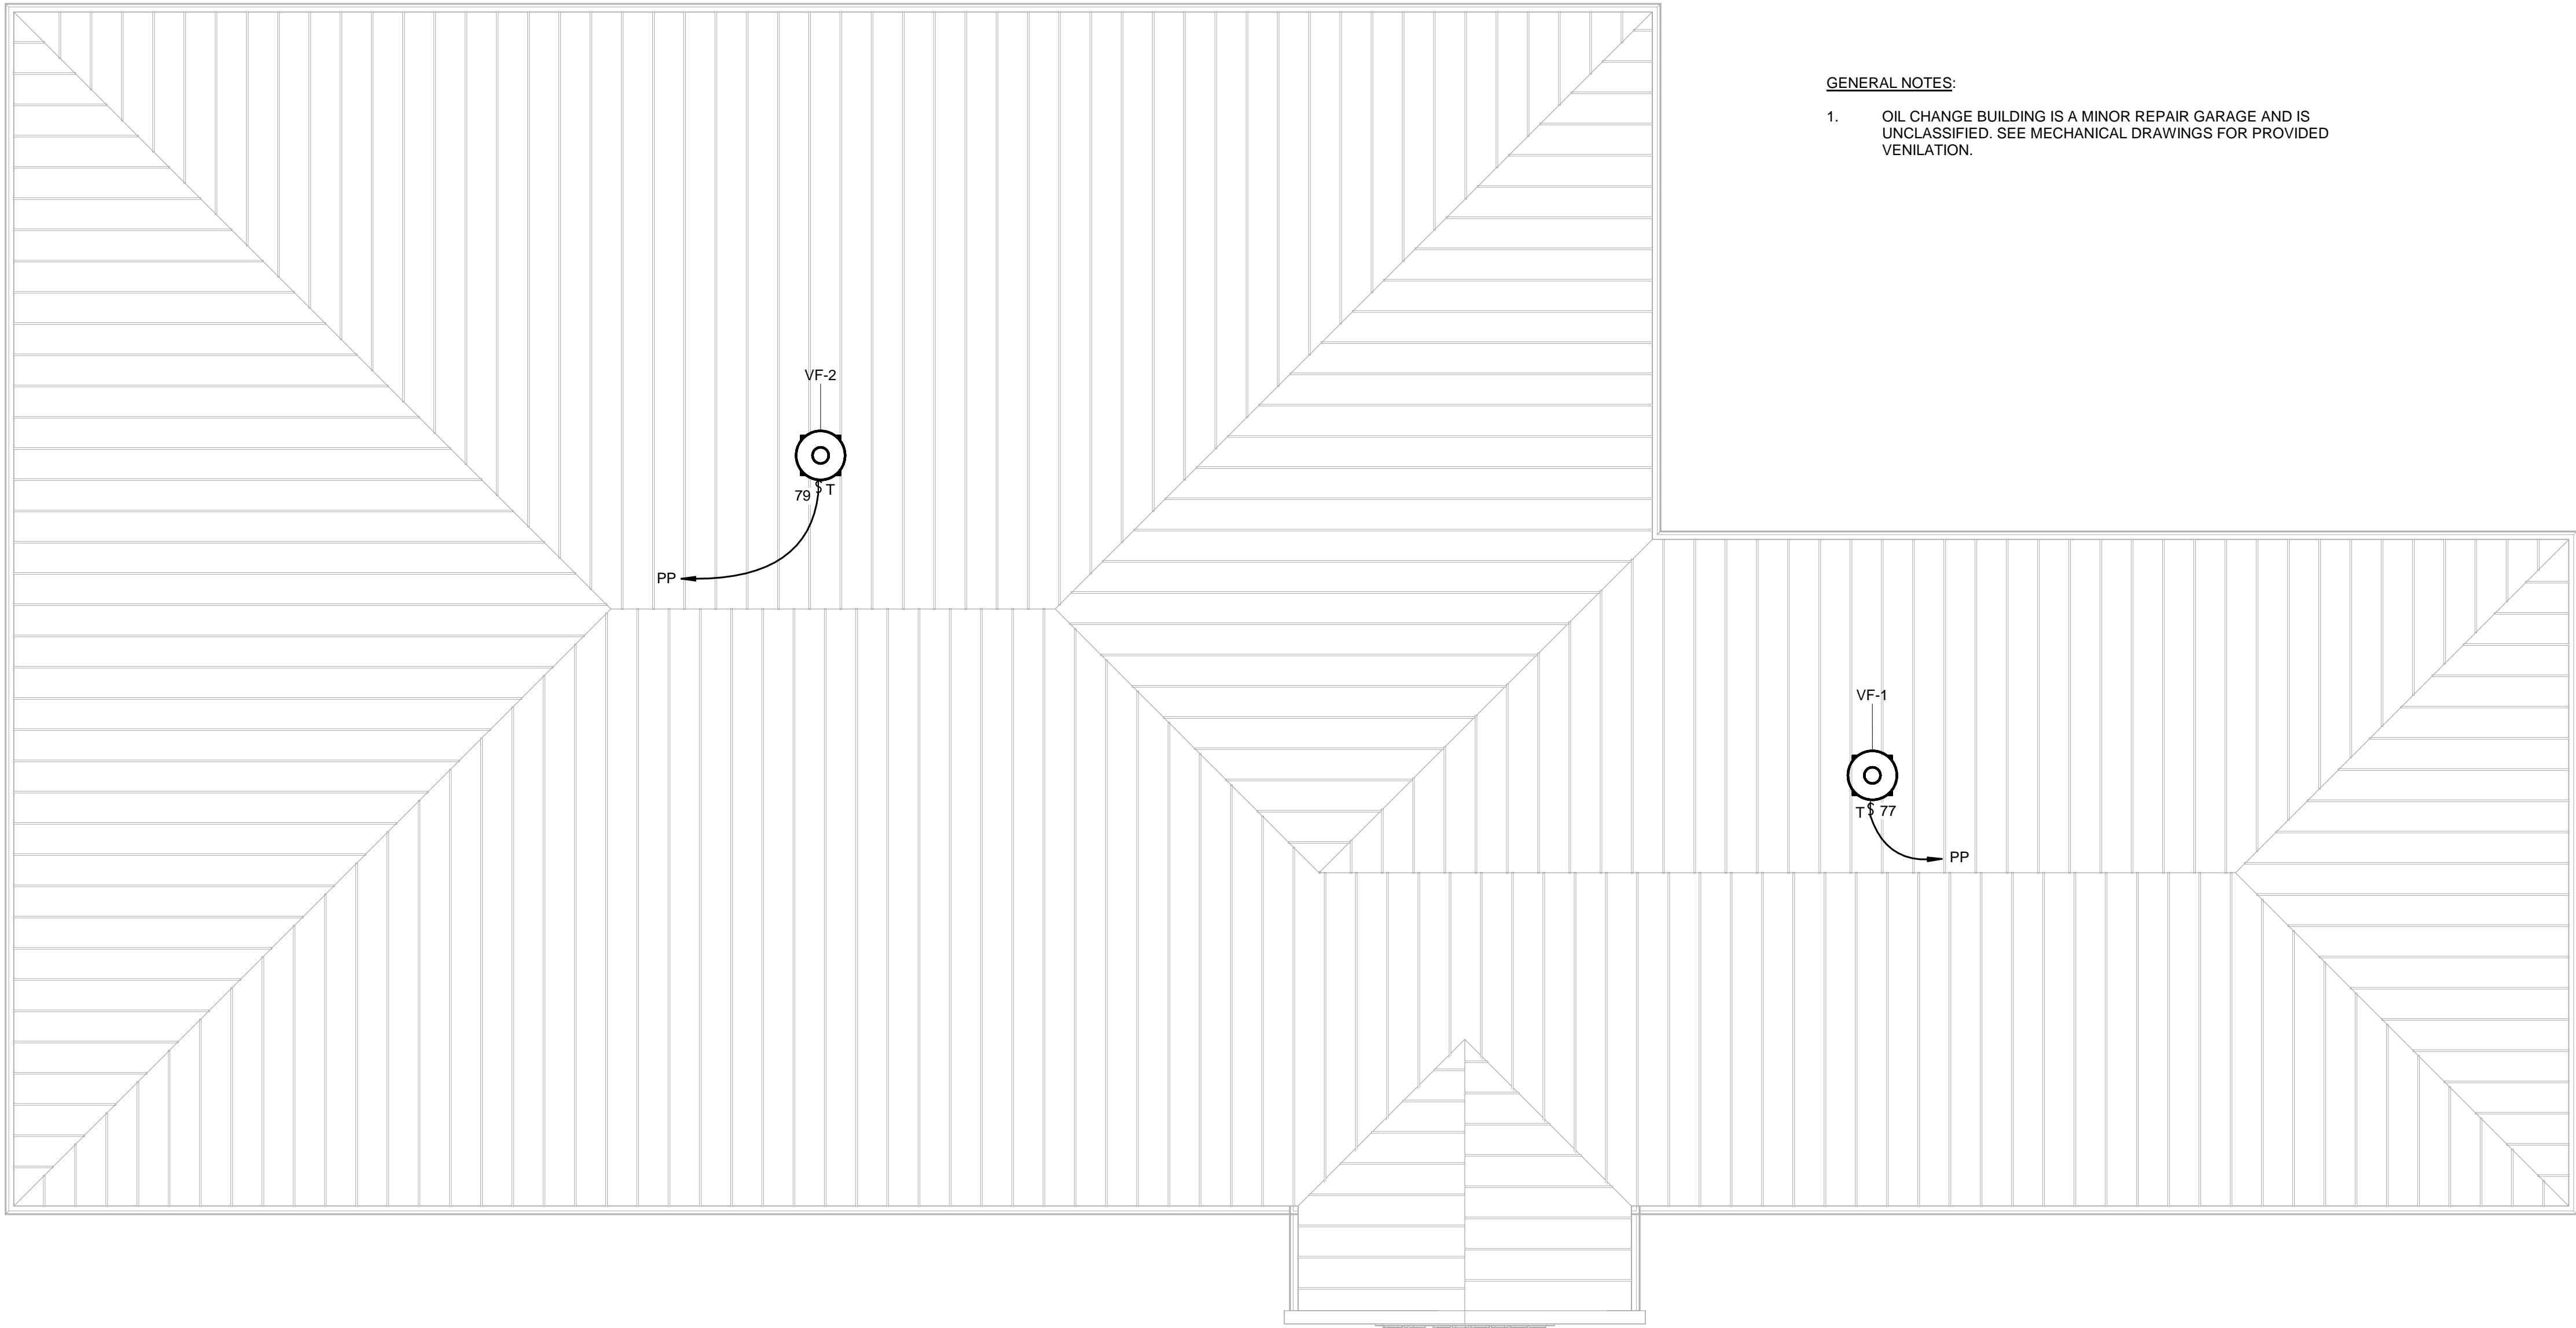 GENERAL NOTES:
1. OIL CHANGE BUILDING IS A MINOR REPAIR GARAGE AND IS
UNCLASSIFIED. SEE MECHANICAL DRAWINGS FOR PROVIDED
VENILATION.
VF-2
79 $ T
PP
VF-1
T $ 77
PP